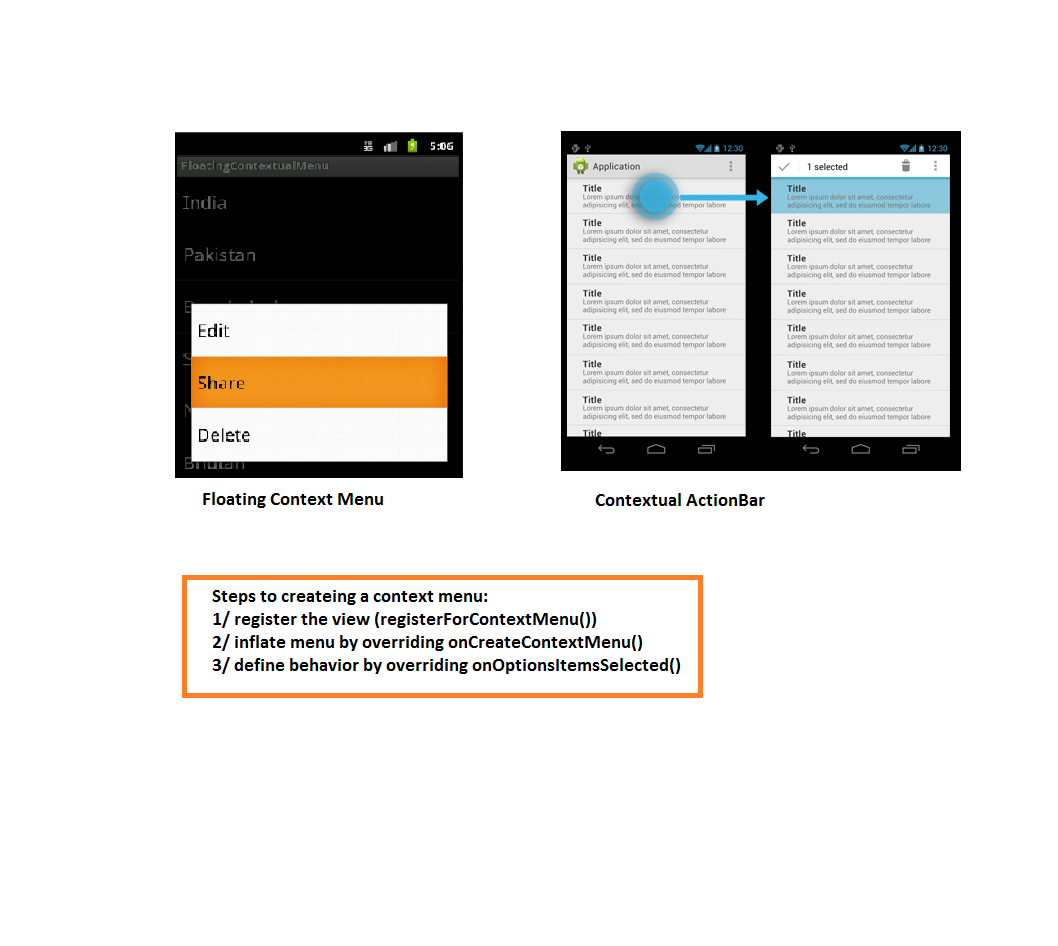 5:06
FloatingContextualMenu
India
Pakistan
Edit
Share
Delete
Bhutan
Floating Context Menu
12:30
Application
Title
Lorem ipsum dolor sit amet, consectetur
adipisicing elit, sed do eiusmod tempor labore
Title
Lorem ipsum dolor sit amet, consectetur
adipisicing elit, sed do eiusmod tempor labore
Title
Lorem ipsum dolor sit amet, consectetur
adipisicing elit, sed do eiusmod tempor labore
Title
Lorem ipsum dolor sit amet, consectetur
adipisicing elit, sed do eiusmod tempor labore
Title
Lorem ipsum dolor sit amet, consectetur
adipisicing elit, sed do eiusmod tempor labore
Title
Lorem ipsum dolor sit amet, consectetur
adipisicing elit, sed do eiusmod tempor labore
Title
Lorem ipsum dolor sit amet, consectetur
adipisicing elit, sed do eiusmod tempor labore
Title
12:30
1 selected
Title
Lorem ipsum dolor sit amet, consectetur
adipisicing elit, sed do eiusmod tempor labore
Title
Lorem ipsum dolor sit amet, consectetur
adipisicing elit, sed do eiusmod tempor labore
Title
Lorem ipsum dolor sit amet, consectetur
adipisicing elit, sed do eiusmod tempor labore
Title
Lorem ipsum dolor sit amet, consectetur
adipisicing elit, sed do eiusmod tempor labore
Title
Lorem ipsum dolor sit amet, consectetur
adipisicing elit, sed do eiusmod tempor labore
Title
Lorem ipsum dolor sit amet, consectetur
adipisicing elit, sed do eiusmod tempor labore
Title
Lorem ipsum dolor sit amet, consectetur
adipisicing elit, sed do eiusmod tempor labore
Title
Contextual ActionBar
Steps to createing a context menu:
1/ register the view (registerForContextMenu())
2/ inflate menu by overriding onCreateContextMenu()
3/ define behavior by overriding onOptionsItemsSelected()